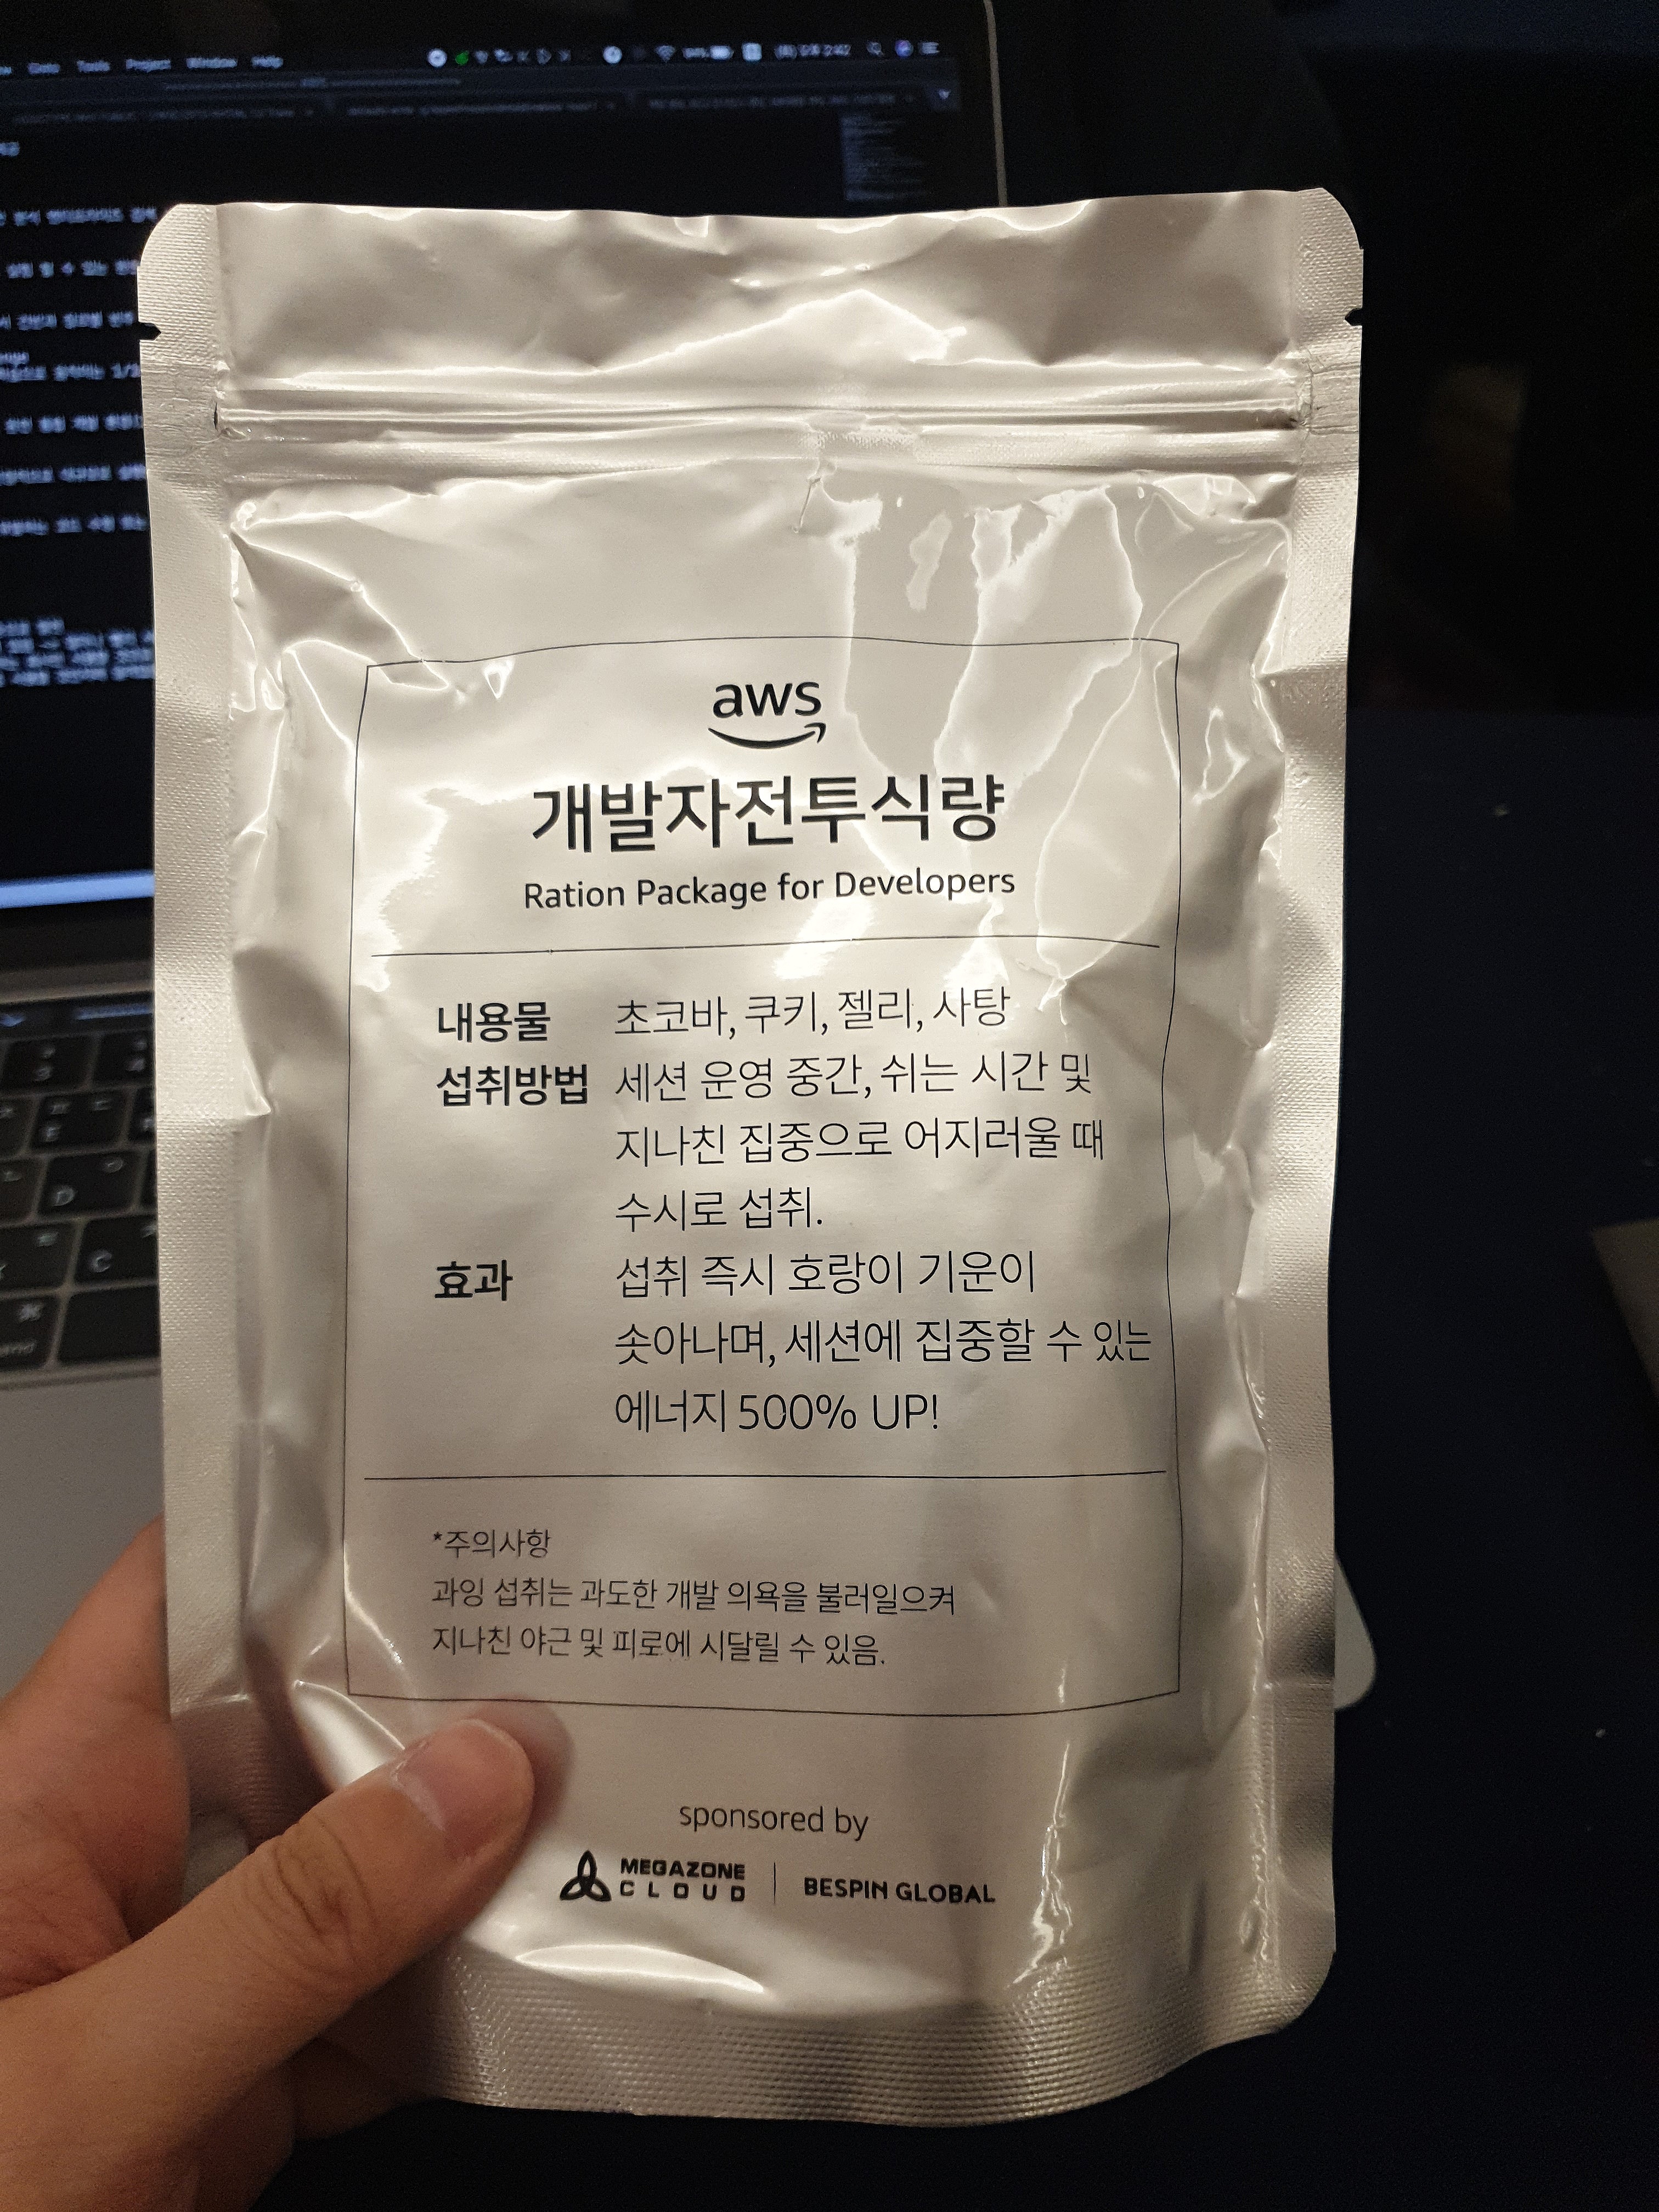 Goto Tools Project Window Help
aws
개발자전투식량
Ration Package for Developers
내용물 초코바, 쿠키, 젤리, 사탕
섭취방법 세션 운영 중간, 쉬는 시간 및
지나친 집중으로 어지러울 때
수시로 섭취.
효과 섭취 즉시 호랑이 기운이
솟아나며, 세션에 집중할 수 있는
에너지 500% UP!
*주의사항
과잉 섭취는 과도한 개발 의욕을 불러일으켜
지나친 야근 및 피로에 시달릴 수 있음.
sponsored by
MEGAZONE
CLOUD
BESPIN GLOBAL